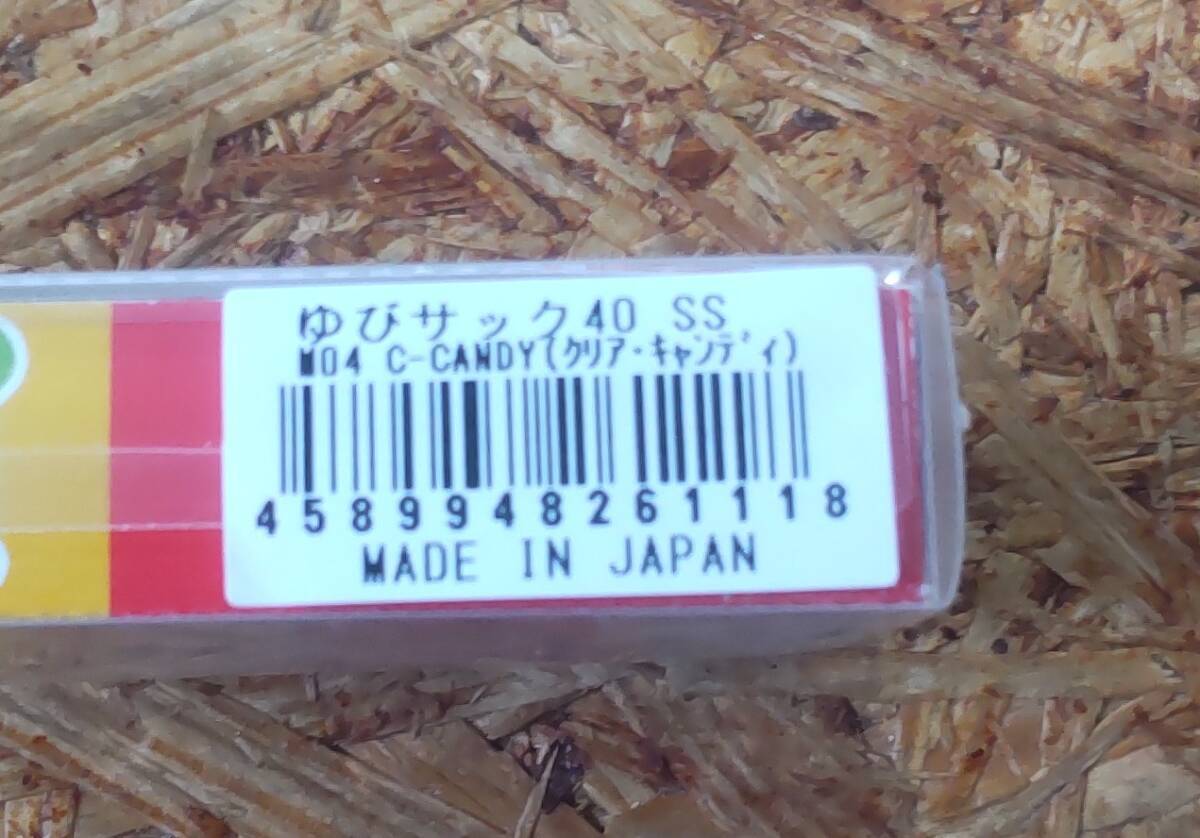 ゆびサック40 SS
M04 C-CANDY(ｸﾘｱ･ｷｬﾝﾃﾞｨ)
4589948261118
MADE IN JAPAN